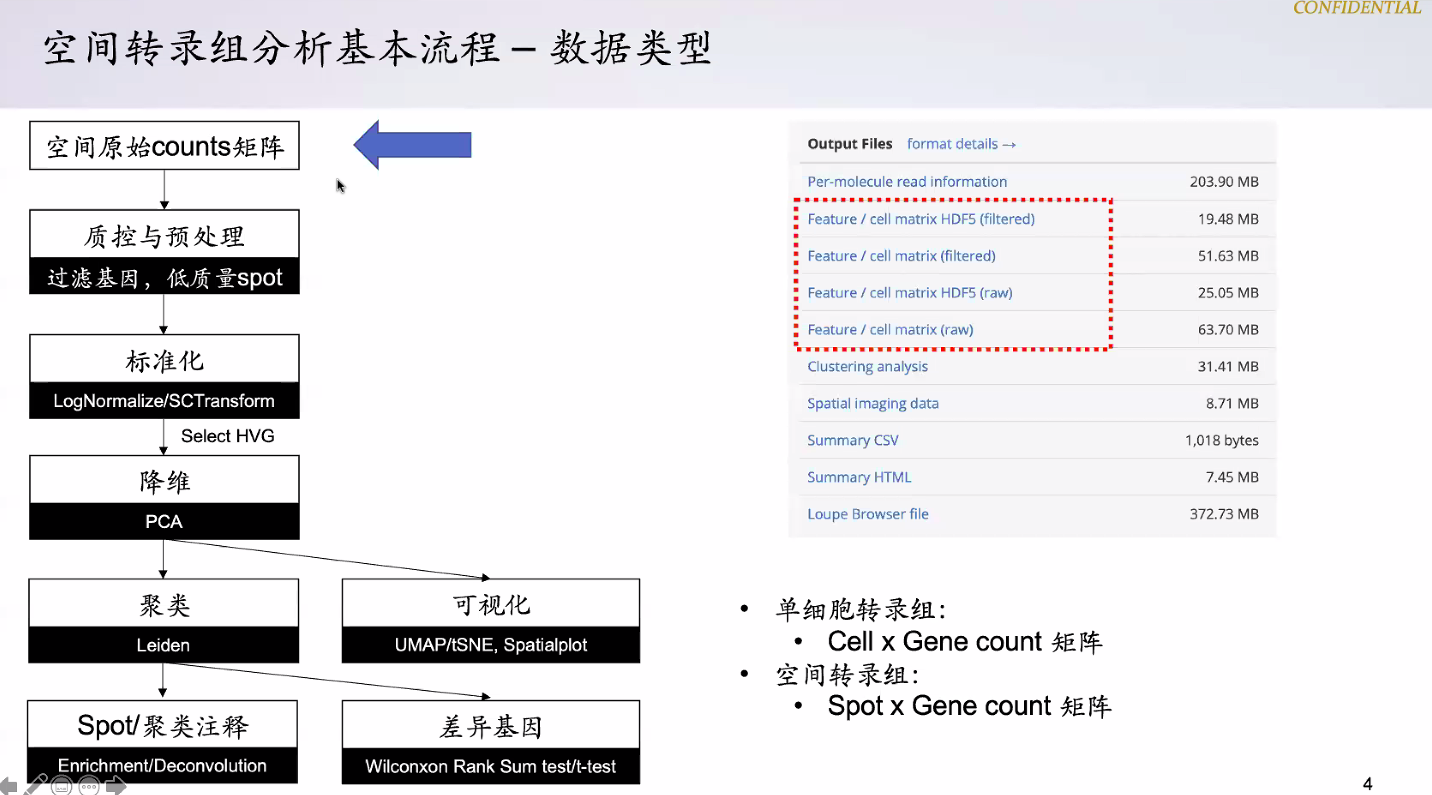 CONFIDENTIAL
空间转录组分析基本流程 – 数据类型
空间原始counts矩阵
质控与预处理
过滤基因，低质量spot
标准化
LogNormalize/SCTransform
Select HVG
降维
PCA
聚类
Leiden
可视化
UMAP/tSNE, Spatialplot
Spot/聚类注释
Enrichment/Deconvolution
差异基因
Wilconxon Rank Sum test/t-test
Output Files format details →
Per-molecule read information 203.90 MB
Feature / cell matrix HDF5 (filtered) 19.48 MB
Feature / cell matrix (filtered) 51.63 MB
Feature / cell matrix HDF5 (raw) 25.05 MB
Feature / cell matrix (raw) 63.70 MB
Clustering analysis 31.41 MB
Spatial imaging data 8.71 MB
Summary CSV 1,018 bytes
Summary HTML 7.45 MB
Loupe Browser file 372.73 MB
• 单细胞转录组：
• Cell x Gene count 矩阵
• 空间转录组：
• Spot x Gene count 矩阵
4